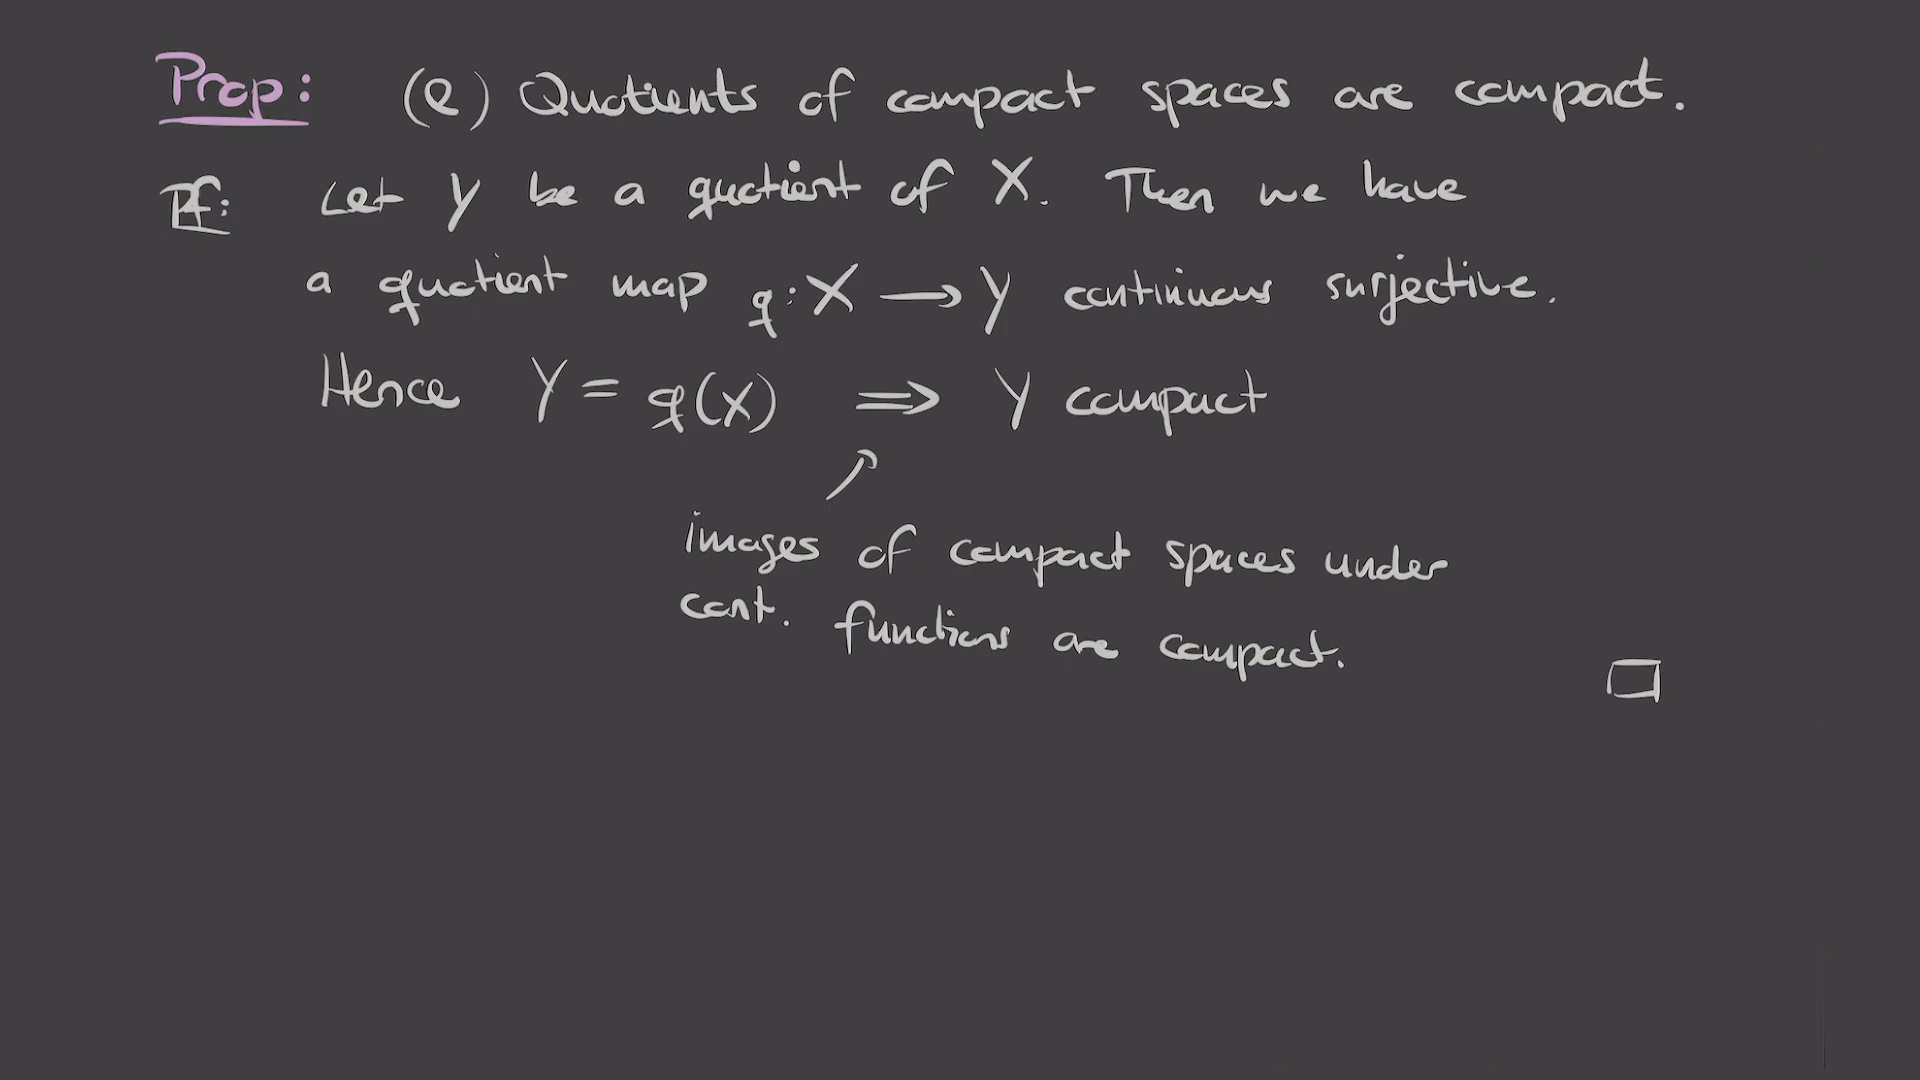 Prop: (e) Quotients of compact spaces are compact.
Pf: Let Y be a quotient of X. Then we have
a quotient map q: X → Y continuous surjective.
Hence Y = q(X) ⇒ Y compact
images of compact spaces under
cont. functions are compact.